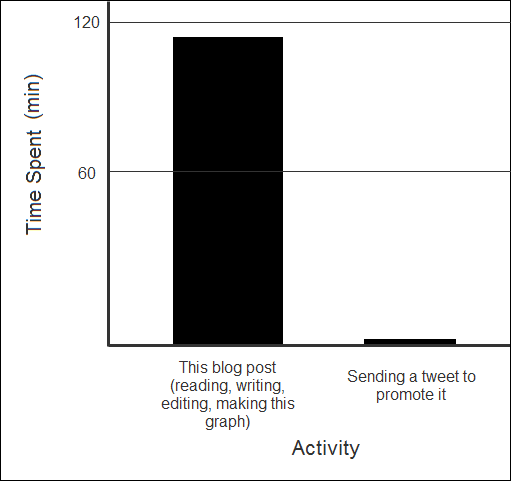 120
Time Spent (min)
60
This blog post
(reading, writing,
editing, making this
graph)
Sending a tweet to
promote it
Activity